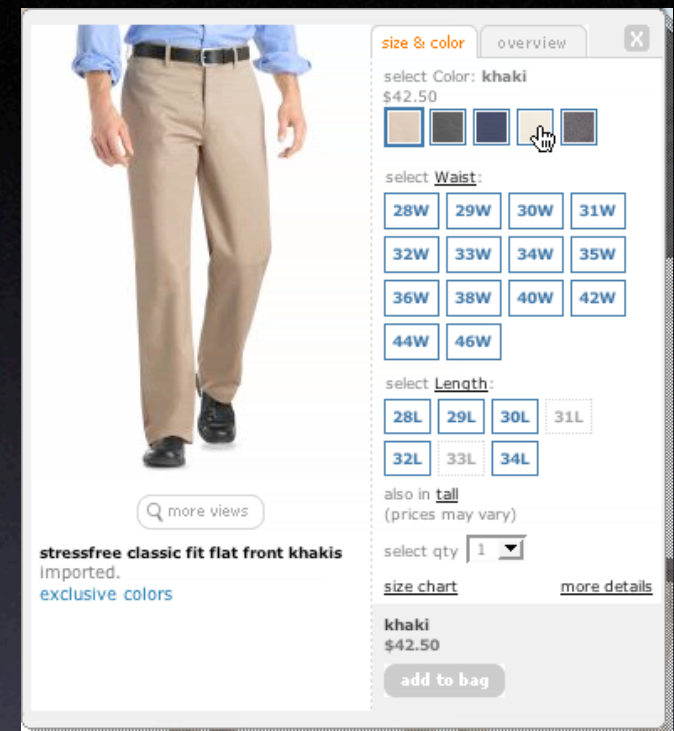 size & color
overview
X
select Color: khaki
$42.50
select Waist:
28W 29W 30W 31W
32W 33W 34W 35W
36W 38W 40W 42W
44W 46W
select Length:
28L 29L 30L 31L
32L 33L 34L
also in tall
(prices may vary)
select qty 1
size chart more details
khaki
$42.50
add to bag
more views
stressfree classic fit flat front khakis
imported.
exclusive colors